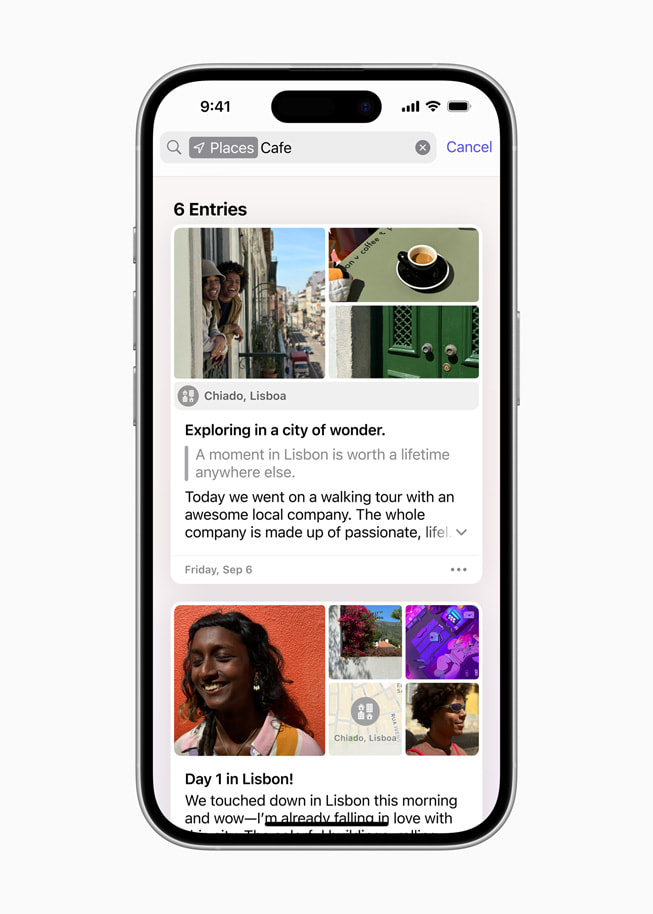 9:41
Places Cafe
Cancel
6 Entries
coffee
Chiado, Lisboa
Exploring in a city of wonder.
A moment in Lisbon is worth a lifetime
anywhere else.
Today we went on a walking tour with an
awesome local company. The whole
company is made up of passionate, lifel
Friday, Sep 6
Chiado, Lisboa
Day 1 in Lisbon!
We touched down in Lisbon this morning
and wow—I’m already falling in love with